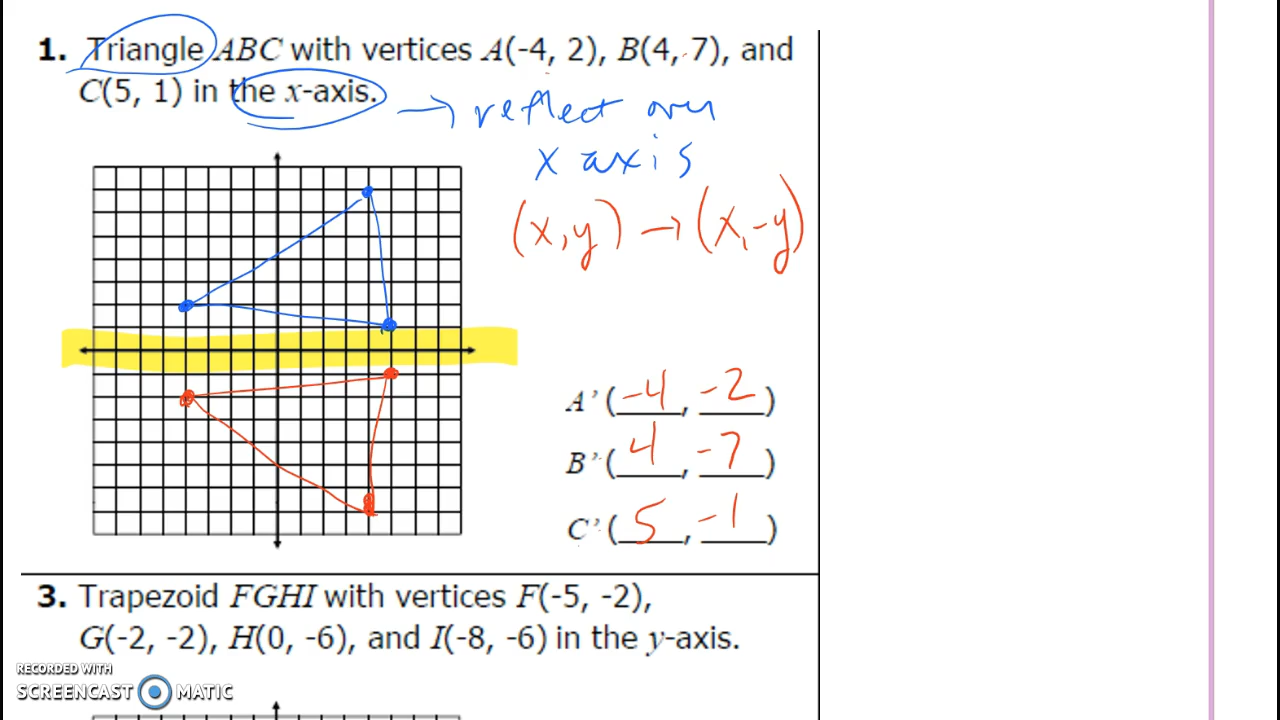 1. Triangle ABC with vertices A(-4, 2), B(4, 7), and
C(5, 1) in the x-axis.
→ reflect over
x axis
(x,y) → (x,-y)
A’(-4, -2)
B’(4, -7)
C’(5, -1)
3. Trapezoid FGHI with vertices F(-5, -2),
G(-2, -2), H(0, -6), and I(-8, -6) in the y-axis.
RECORDED WITH
SCREENCAST MATIC